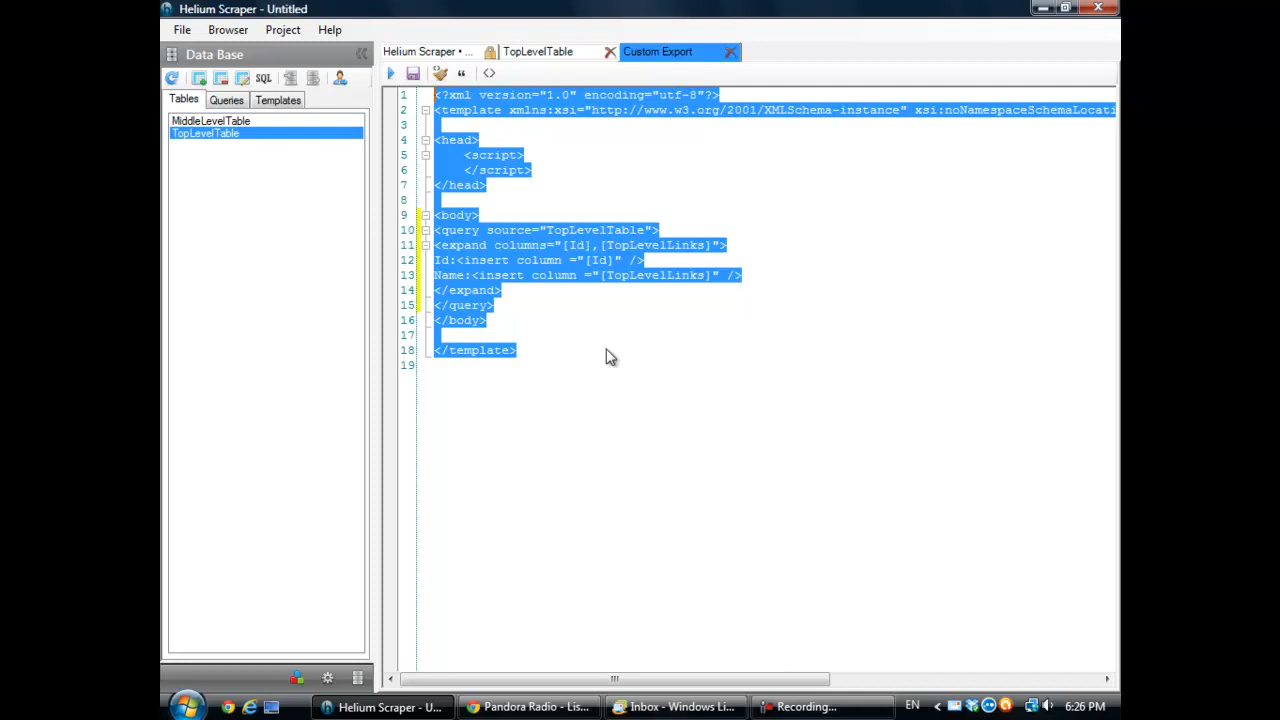 Helium Scraper - Untitled
File Browser Project Help
Data Base
Helium Scraper • ... TopLevelTable Custom Export
SQL
Tables Queries Templates
MiddleLevelTable
TopLevelTable
1 <?xml version="1.0" encoding="utf-8"?>
2 <template xmlns:xsi="http://www.w3.org/2001/XMLSchema-instance" xsi:noNamespaceSchemaLocati
3
4 <head>
5 <script>
6 </script>
7 </head>
8
9 <body>
10 <query source="TopLevelTable">
11 <expand columns="[Id],[TopLevelLinks]">
12 Id:<insert column ="[Id]" />
13 Name:<insert column ="[TopLevelLinks]" />
14 </expand>
15 </query>
16 </body>
17
18 </template>
19
Helium Scraper - U... Pandora Radio - Lis... Inbox - Windows Li... Recording... EN 6:26 PM